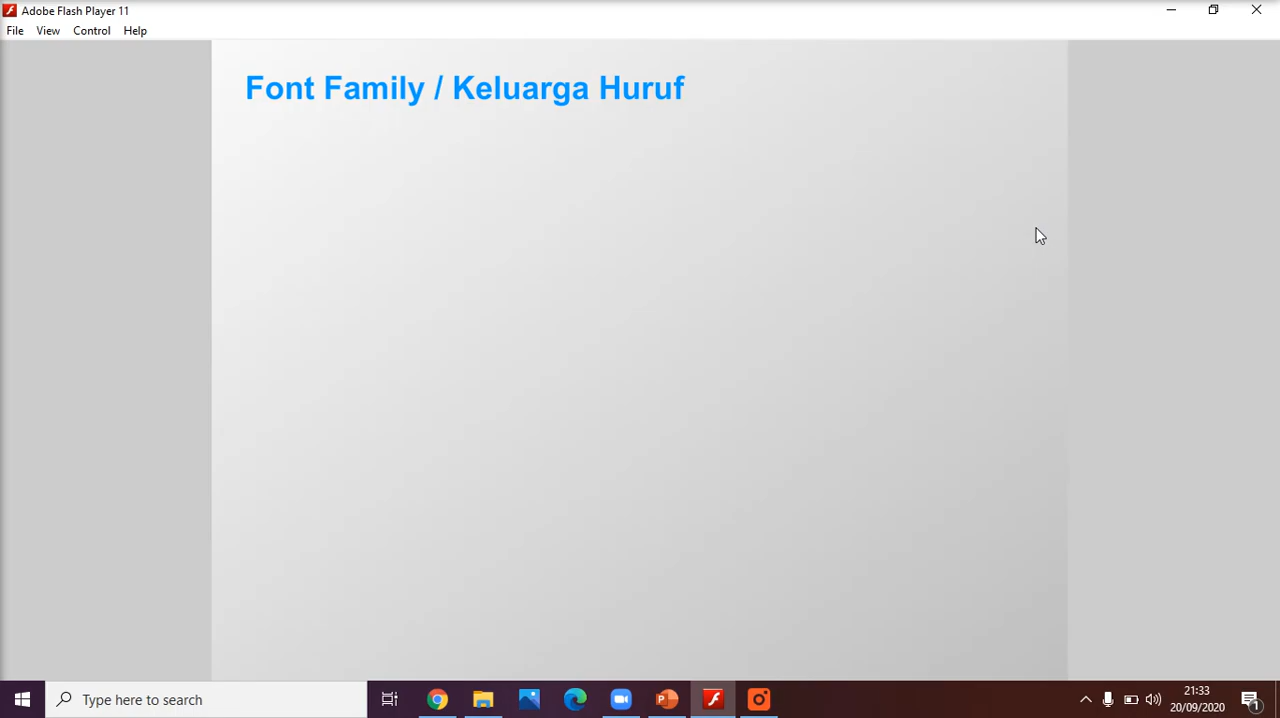 Adobe Flash Player 11
File View Control Help
Font Family / Keluarga Huruf
Type here to search
21:33
20/09/2020
1